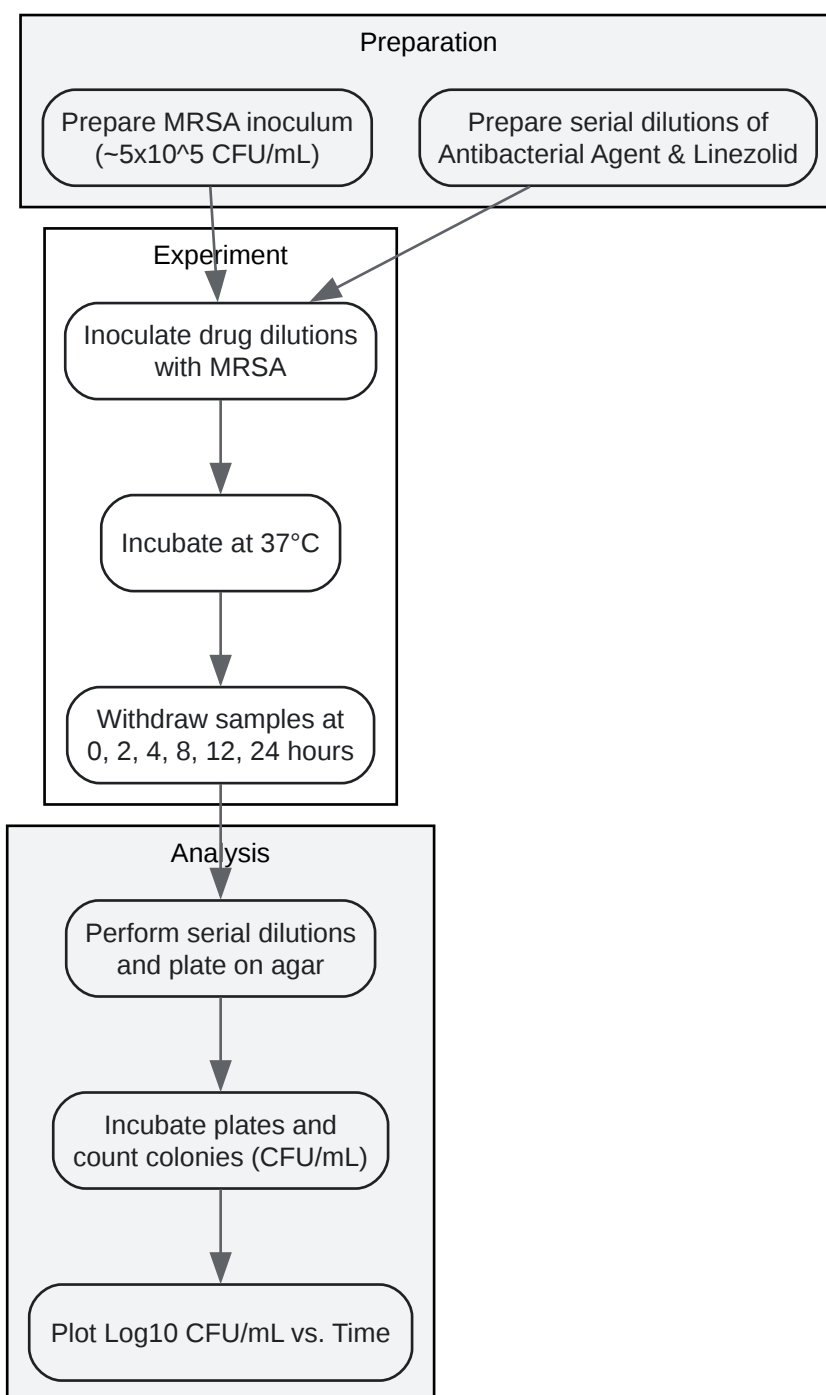 Preparation
Prepare MRSA inoculum
(~5x10^5 CFU/mL)
Prepare serial dilutions of
Antibacterial Agent & Linezolid
Experiment
Inoculate drug dilutions
with MRSA
Incubate at 37°C
Withdraw samples at
0, 2, 4, 8, 12, 24 hours
Analysis
Perform serial dilutions
and plate on agar
Incubate plates and
count colonies (CFU/mL)
Plot Log10 CFU/mL vs. Time